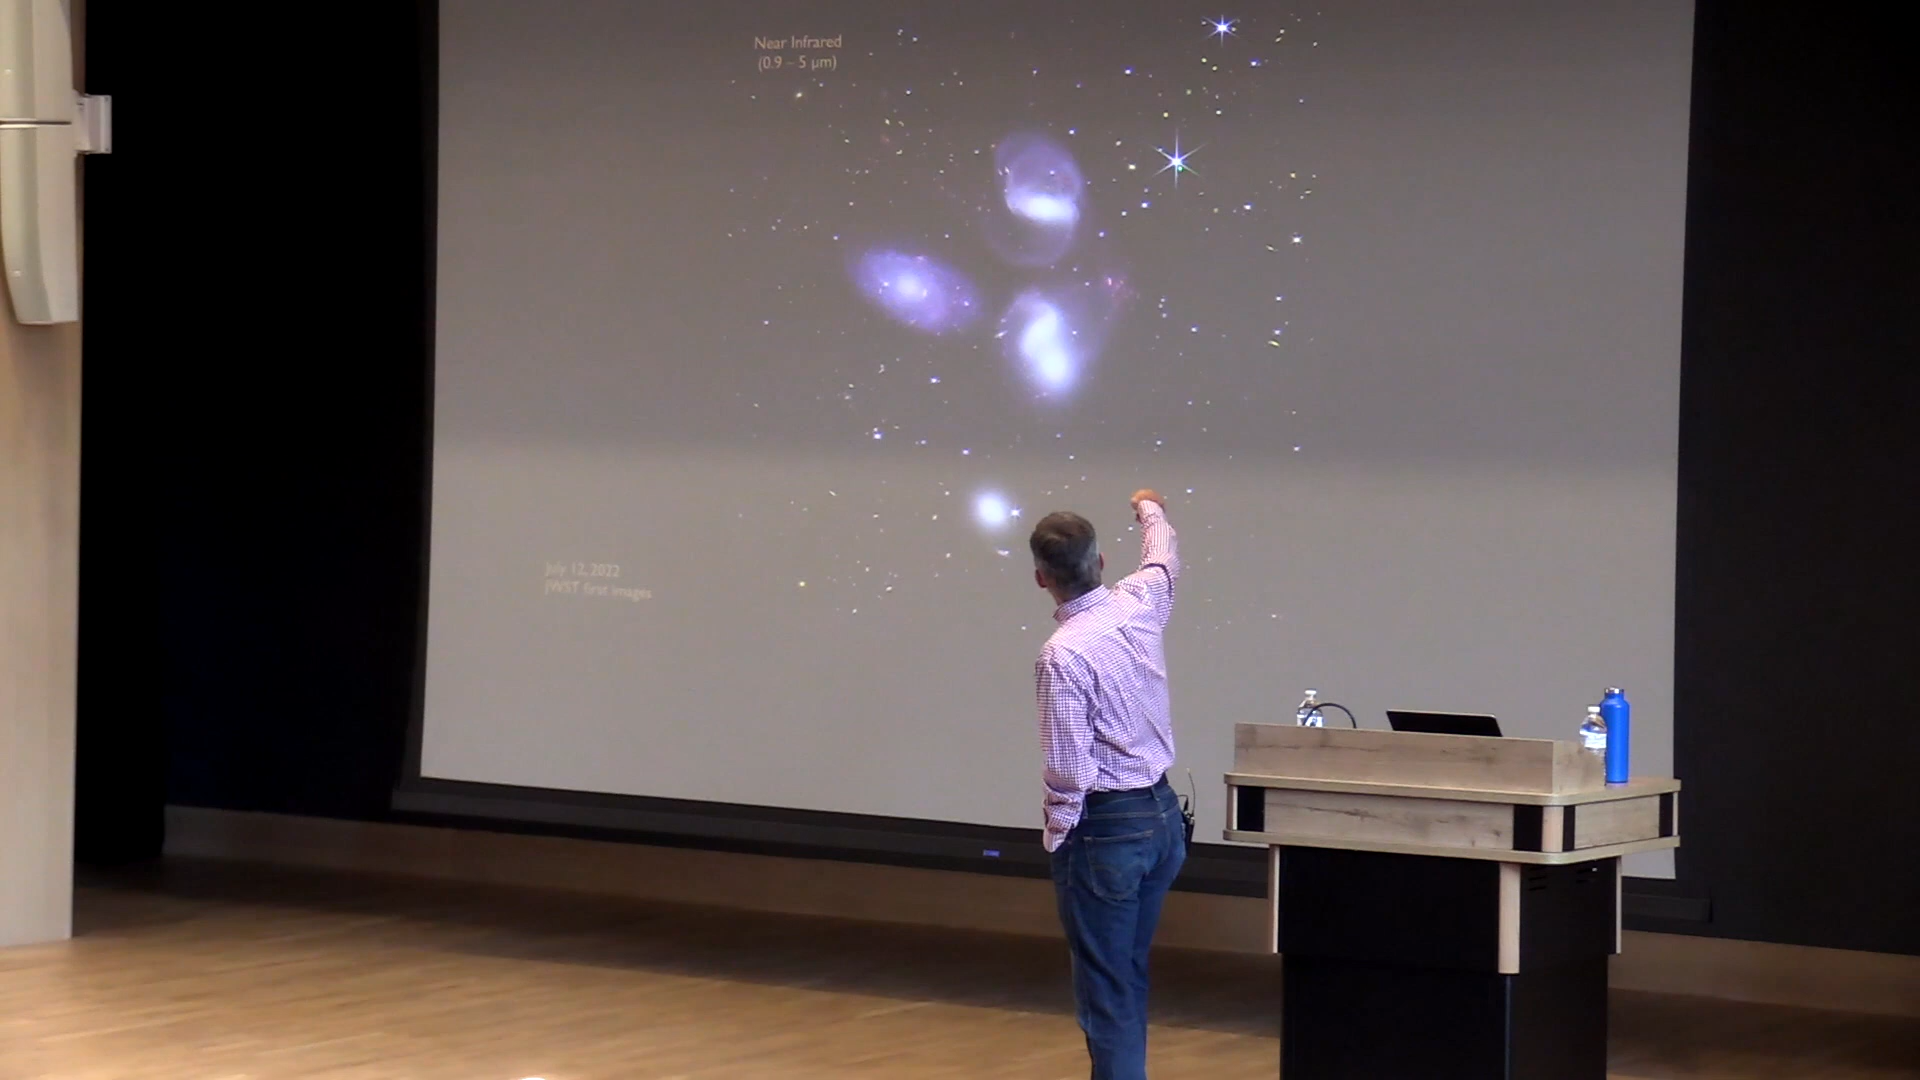 Near Infrared
(0.9 – 5 µm)
July 12, 2022
JWST first images